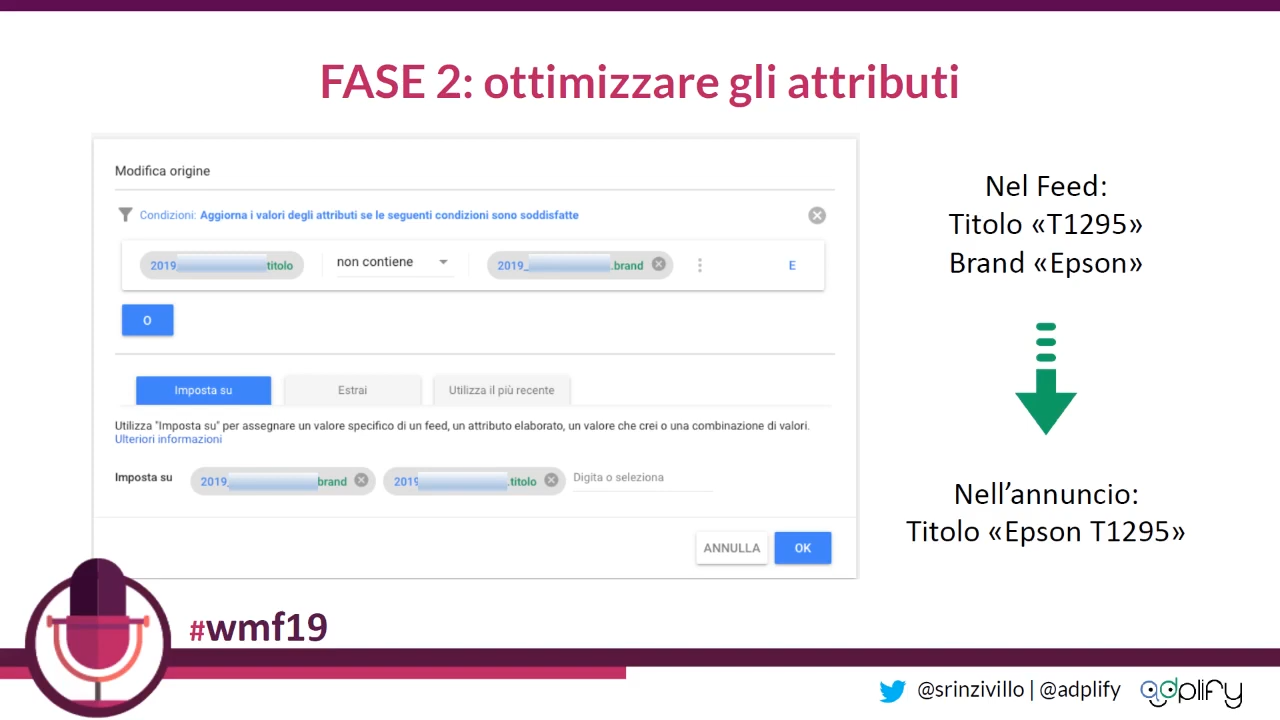 FASE 2: ottimizzare gli attributi
Modifica origine
Condizioni: Aggiorna i valori degli attributi se le seguenti condizioni sono soddisfatte
2019 titolo non contiene 2019_ .brand E
O
Imposta su Estrai Utilizza il più recente
Utilizza "Imposta su" per assegnare un valore specifico di un feed, un attributo elaborato, un valore che crei o una combinazione di valori.
Ulteriori informazioni
Imposta su 2019_ brand 2019 .titolo Digita o seleziona
ANNULLA OK
Nel Feed:
Titolo «T1295»
Brand «Epson»
Nell’annuncio:
Titolo «Epson T1295»
#wmf19
@srinzivillo | @adplify adplify